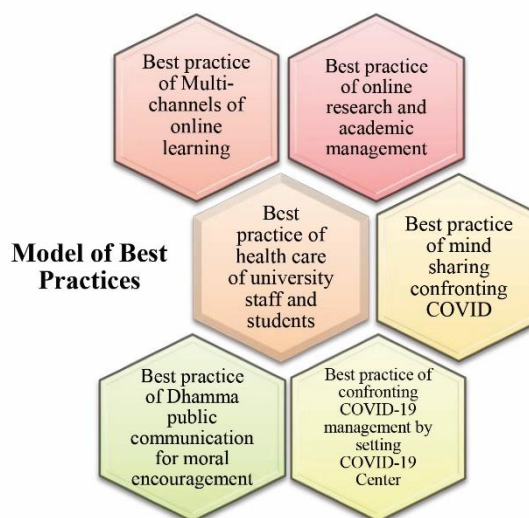 Best practice
of Multi-
channels of
online
learning
Best practice
of online
research and
academic
management
Model of Best
Practices
Best
practice of
health care
of university
staff and
students
Best practice
of mind
sharing
confronting
COVID
Best practice
of Dhamma
public
communication
for moral
encouragement
Best practice of
confronting
COVID-19
management by
setting
COVID-19
Center